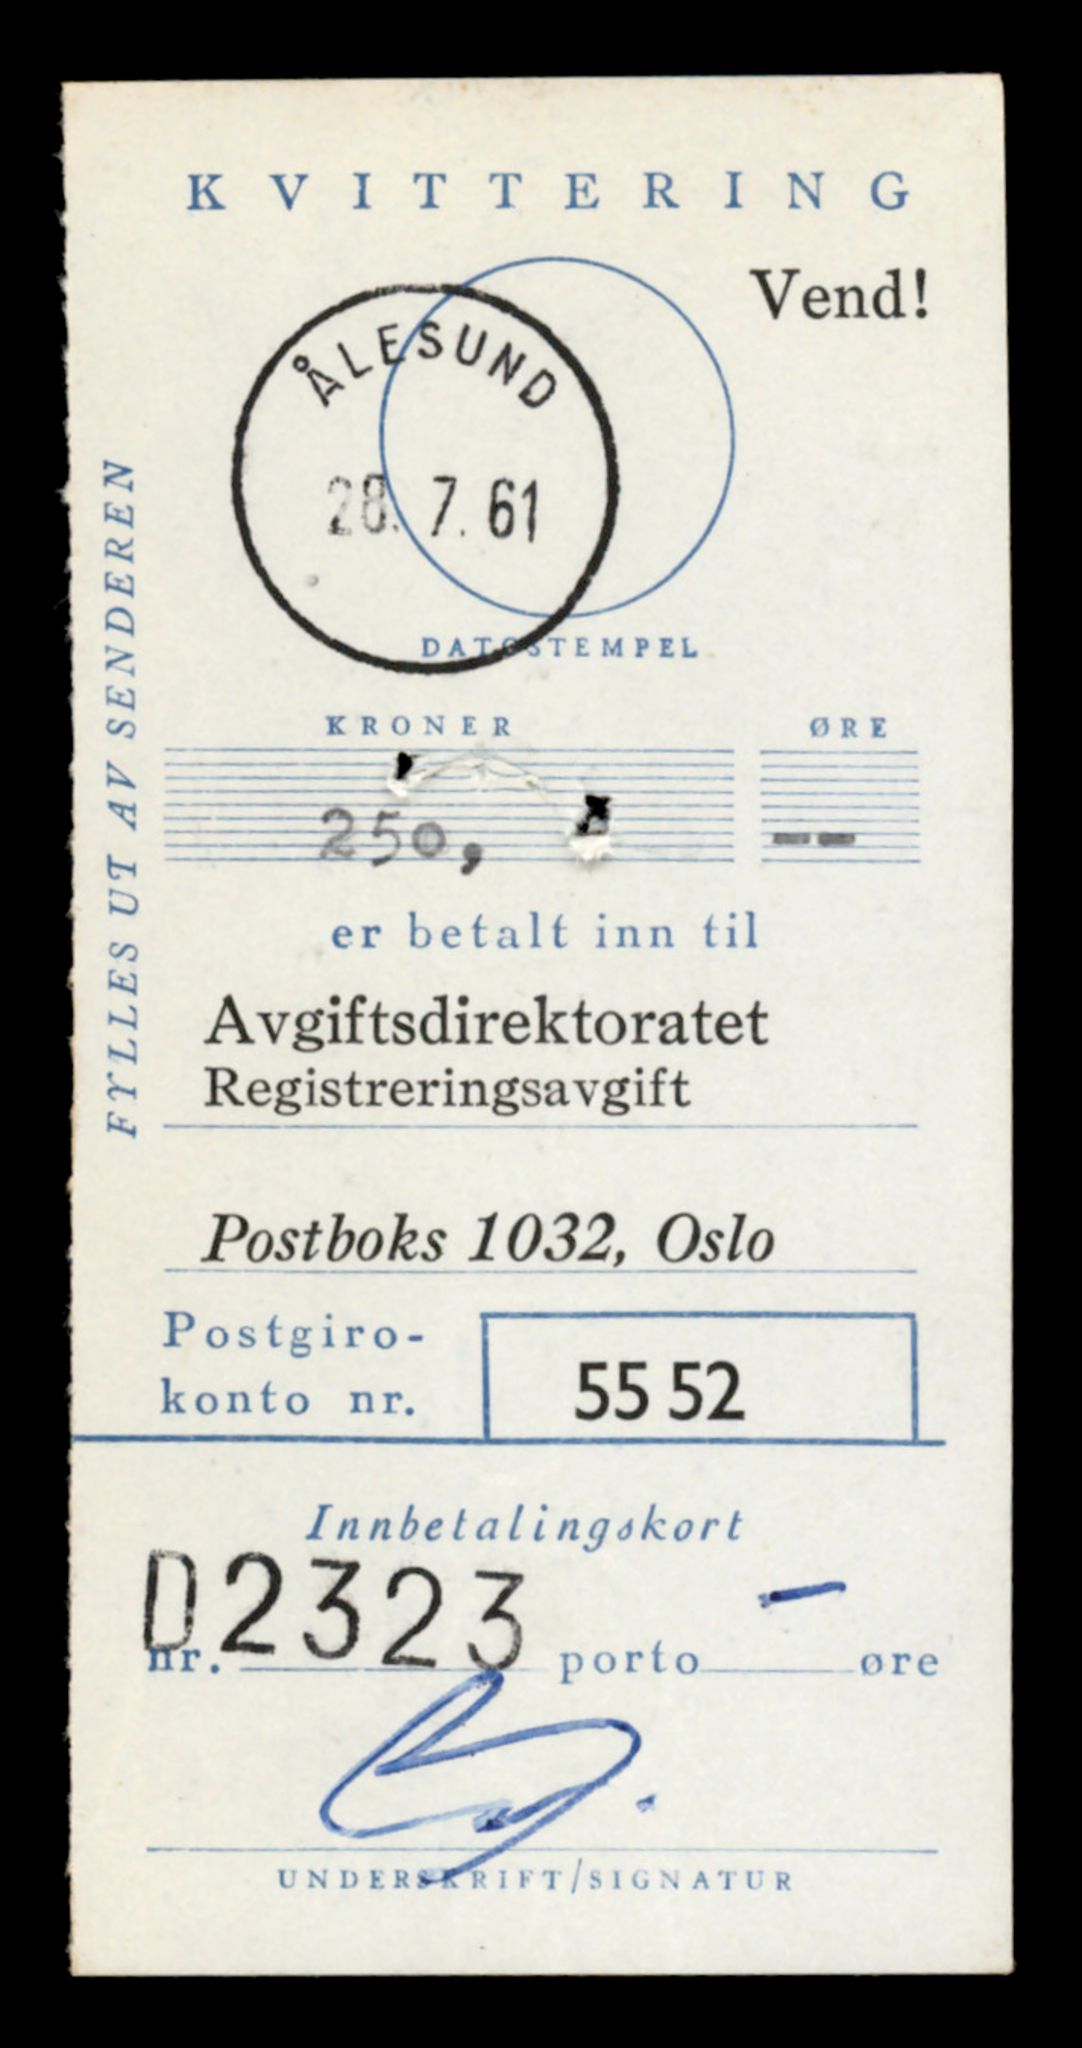 KVITTERING
Vend!
ÅLESUND
28. 7. 61
DATOSTEMPEL
FYLLES UT AV SENDEREN
KRONER ØRE
250, --
er betalt inn til
Avgiftsdirektoratet
Registreringsavgift
Postboks 1032, Oslo
Postgiro-
konto nr. 55 52
Innbetalingskort
D2323 –
nr. porto øre
UNDERSKRIFT/SIGNATUR